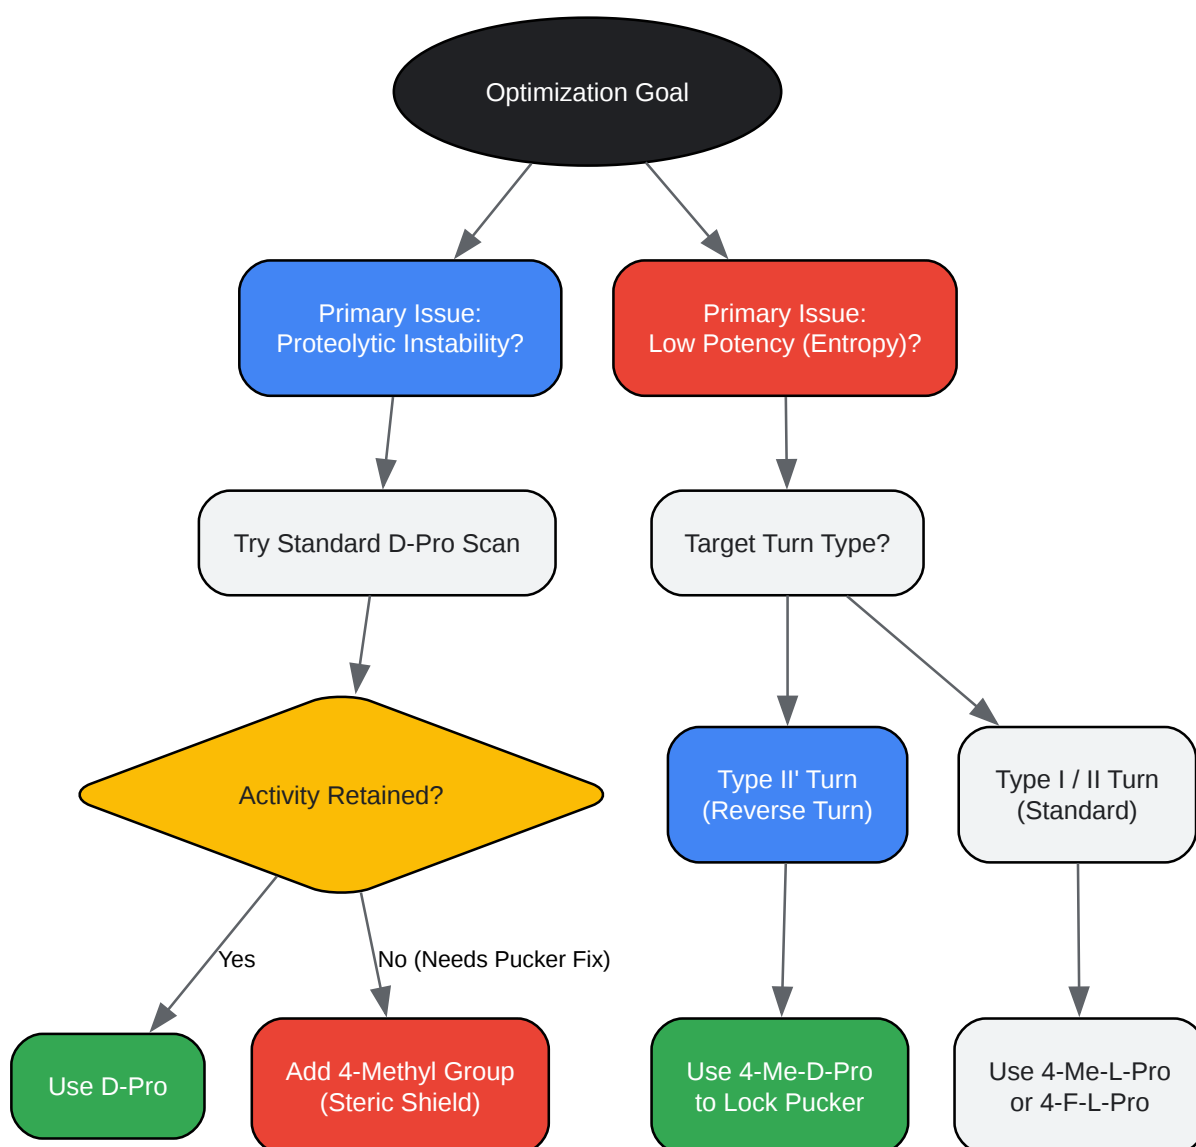 Optimization Goal
Primary Issue:
Proteolytic Instability?
Primary Issue:
Low Potency (Entropy)?
Try Standard D-Pro Scan
Target Turn Type?
Activity Retained?
Type II' Turn
(Reverse Turn)
Type I / II Turn
(Standard)
Yes
No (Needs Pucker Fix)
Use D-Pro
Add 4-Methyl Group
(Steric Shield)
Use 4-Me-D-Pro
to Lock Pucker
Use 4-Me-L-Pro
or 4-F-L-Pro